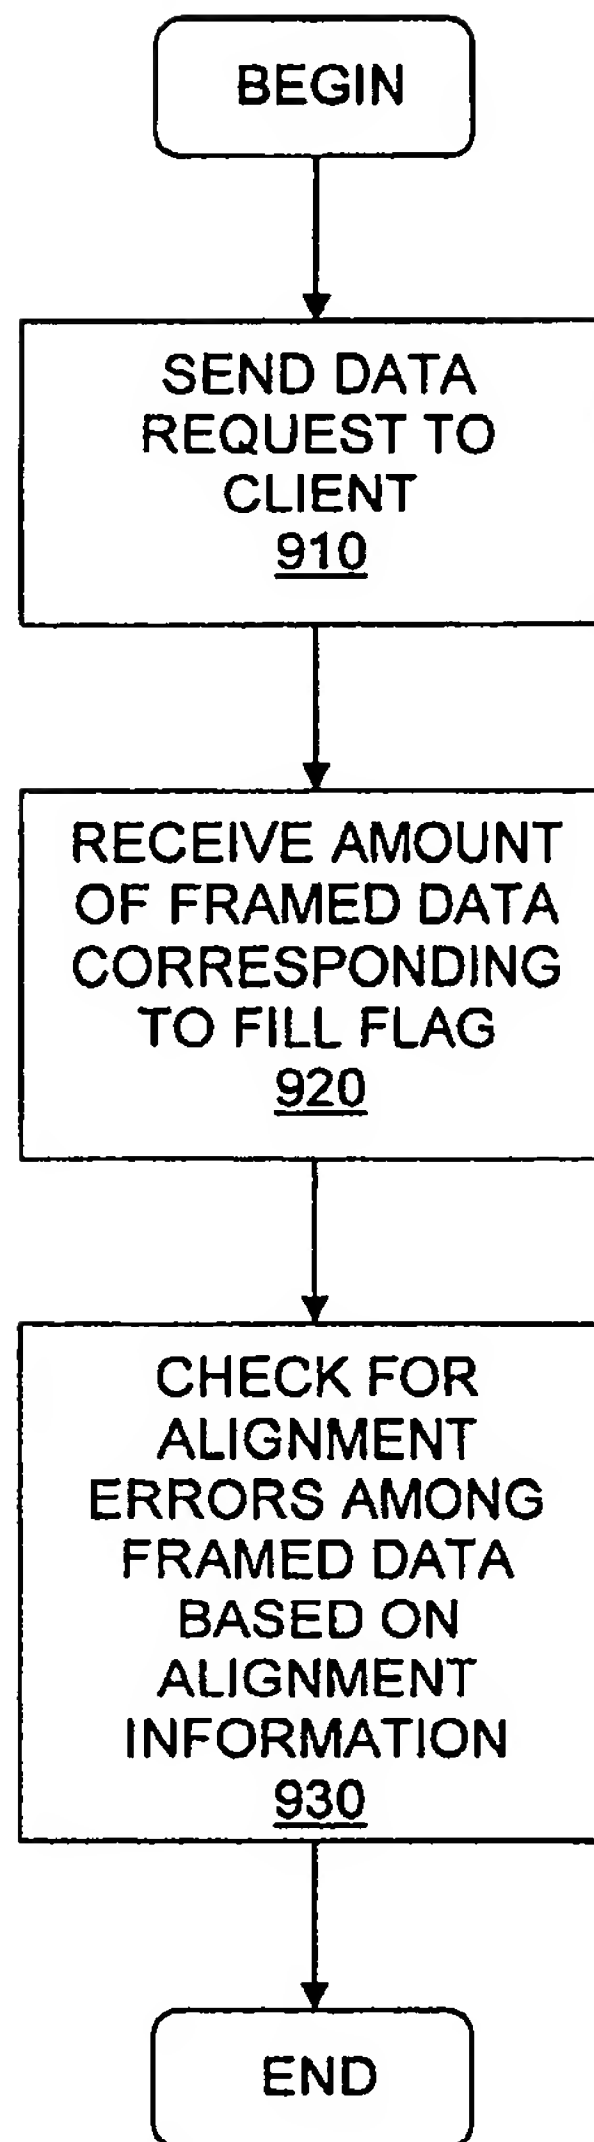 BEGIN
SEND DATA
REQUEST TO
CLIENT
910
RECEIVE AMOUNT
OF FRAMED DATA
CORRESPONDING
TO FILL FLAG
920
CHECK FOR
ALIGNMENT
ERRORS AMONG
FRAMED DATA
BASED ON
ALIGNMENT
INFORMATION
930
END